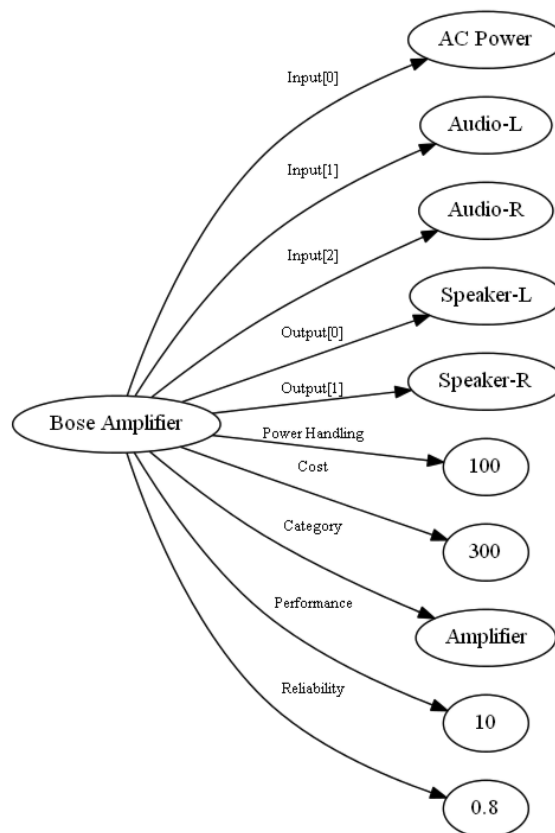 AC Power
Input[0]
Audio-L
Input[1]
Audio-R
Input[2]
Speaker-L
Output[0]
Speaker-R
Output[1]
Bose Amplifier
Power Handling
100
Cost
300
Category
Amplifier
Performance
10
Reliability
0.8